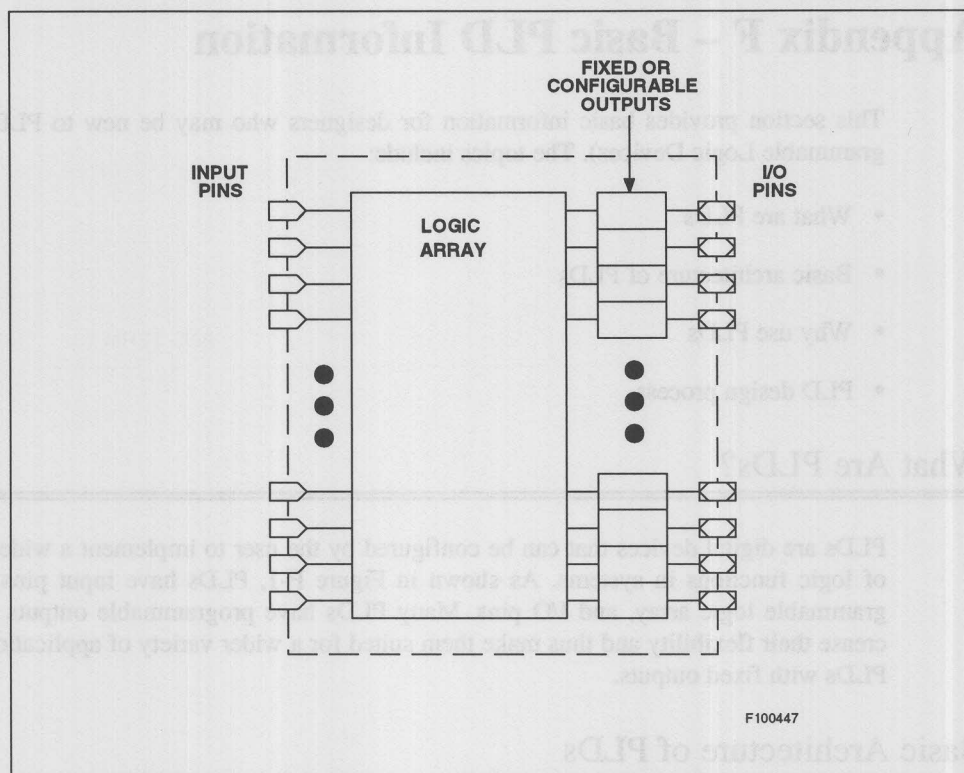 FIXED OR
CONFIGURABLE
OUTPUTS
INPUT
PINS
I/O
PINS
LOGIC
ARRAY
F100447
Appendix F – Basic PLD Information
This section provides basic information for designers who may be new to PLD
grammable Logic Devices). The topics include:
• What are PLDs
• Basic architecture of PLDs
• Why use PLDs
• PLD design process
What Are PLDs?
PLDs are digital devices that can be configured by the user to implement a wide
of logic functions in systems. As shown in Figure F-1, PLDs have input pins
grammable logic array, and I/O pins. Many PLDs have programmable outputs
crease their flexibility and thus make them suited for a wider variety of applicatio
PLDs with fixed outputs.
Basic Architecture of PLDs